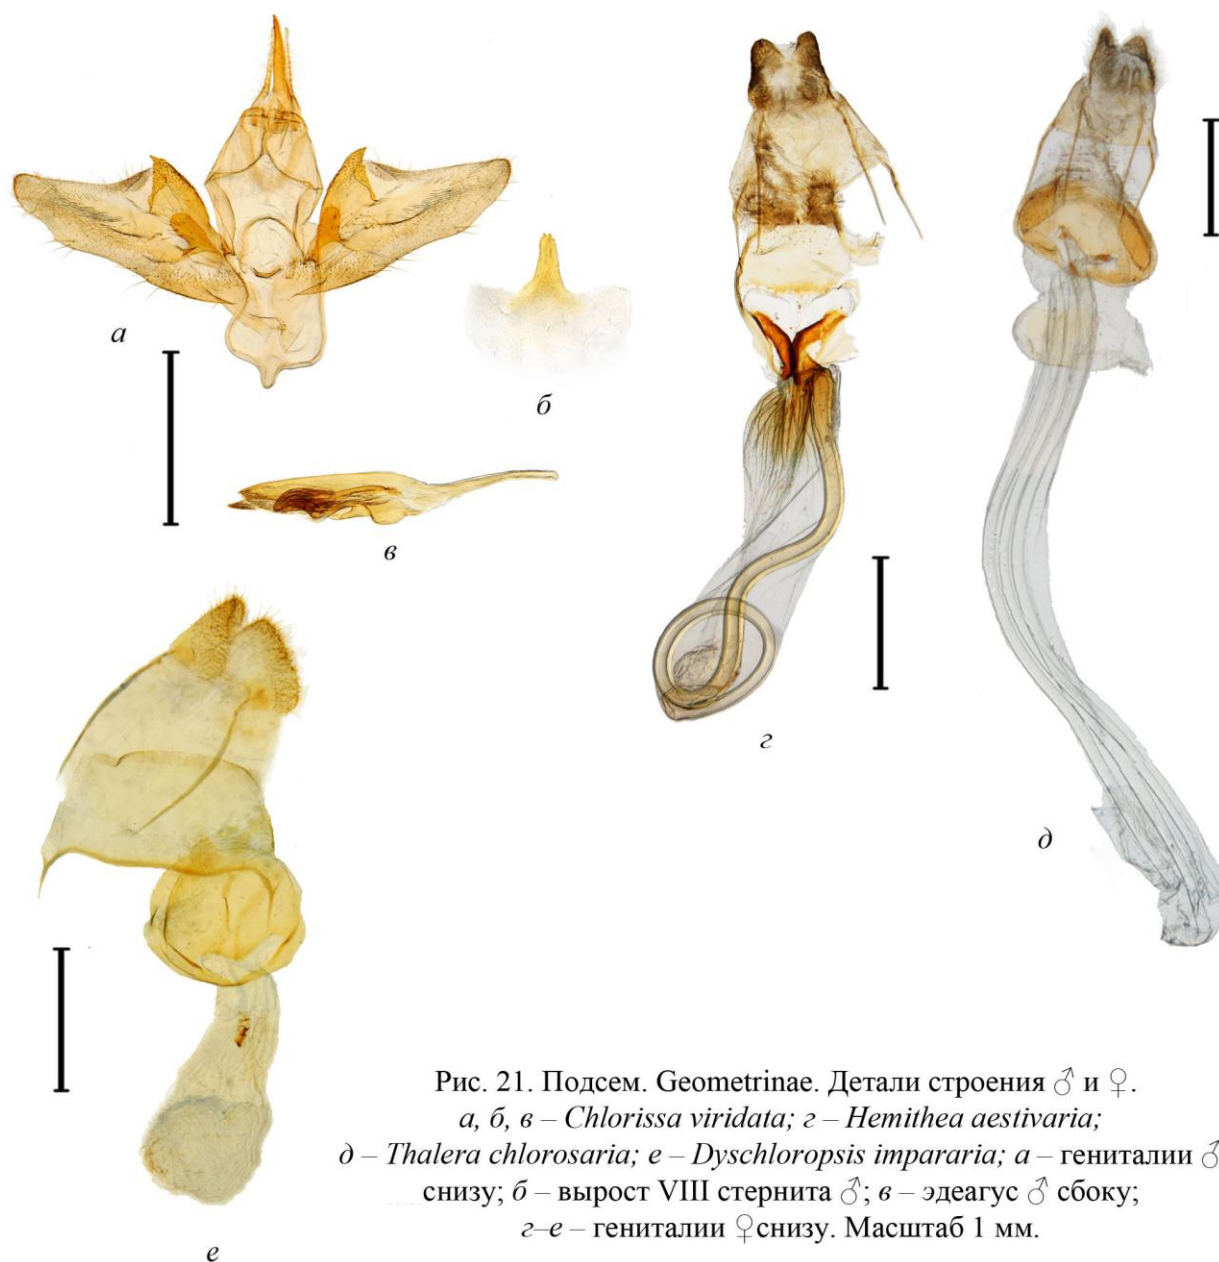 а
б
в
г
д
е
Рис. 21. Подсем. Geometrinae. Детали строения ♂ и ♀.
а, б, в – Chlorissa viridata; г – Hemithea aestivaria;
д – Thalera chlorosaria; е – Dyschloropsis impararia; а – гениталии ♂
снизу; б – вырост VIII стернита ♂; в – эдеагус ♂ сбоку;
г–е – гениталии ♀ снизу. Масштаб 1 мм.